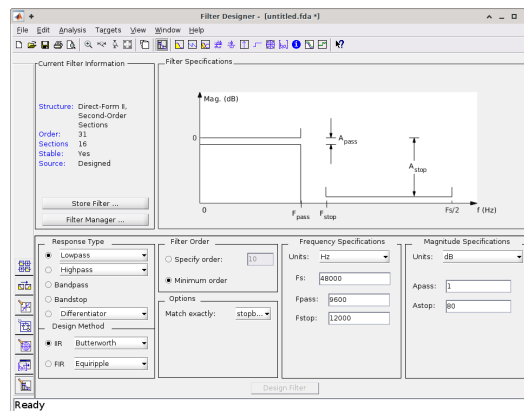 Filter Designer - [untitled.fda *]
File Edit Analysis Targets View Window Help
Current Filter Information
Structure: Direct-Form II,
Second-Order
Sections
Order: 31
Sections 16
Stable: Yes
Source: Designed
Store Filter ...
Filter Manager ...
Filter Specifications
Mag. (dB)
0
Apass
Astop
0
Fpass
Fstop
Fs/2
f (Hz)
Response Type
Lowpass
Highpass
Bandpass
Bandstop
Differentiator
Design Method
IIR Butterworth
FIR Equiripple
Filter Order
Specify order: 10
Minimum order
Options
Match exactly: stopb...
Frequency Specifications
Units: Hz
Fs: 48000
Fpass: 9600
Fstop: 12000
Magnitude Specifications
Units: dB
Apass: 1
Astop: 80
Design Filter
Ready